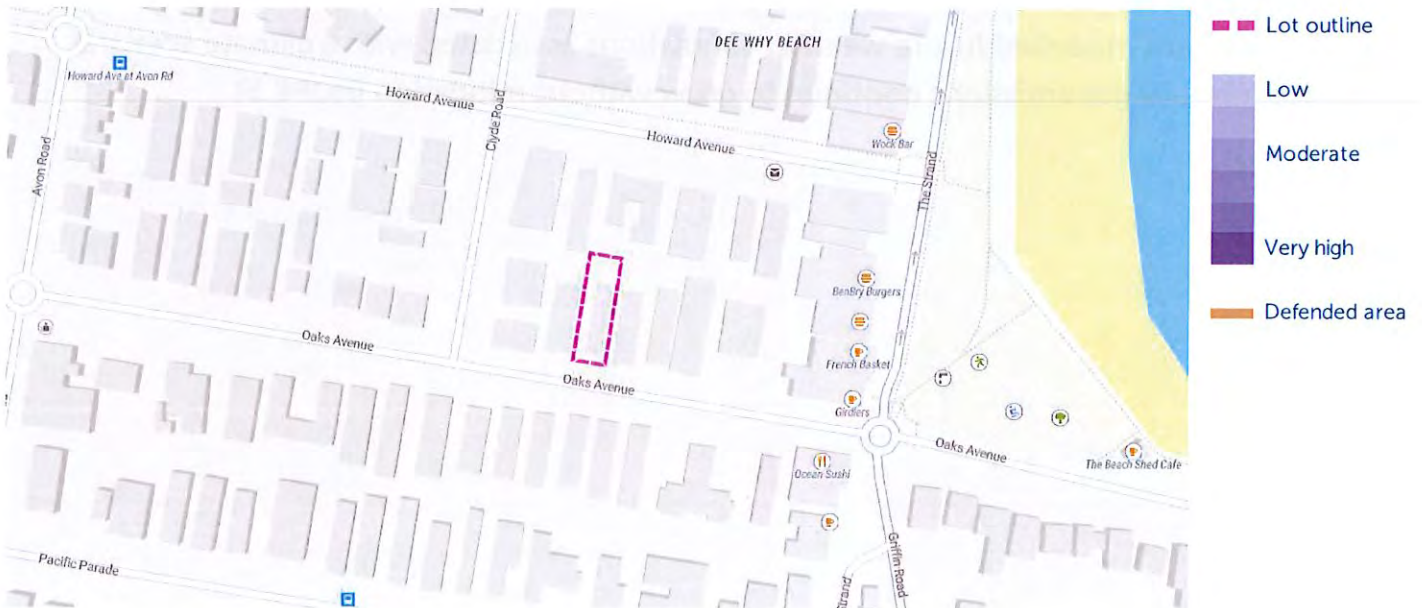 DEE WHY BEACH
Howard Ave at Avon Rd
Howard Avenue
Howard Avenue
Clyde Road
Avon Road
The Strand
Wock Bar
BenBry Burgers
French Basket
Girdlers
Oaks Avenue
Oaks Avenue
Oaks Avenue
Ocean Sushi
The Beach Shed Cafe
Griffin Road
Strand
Pacific Parade
Lot outline
Low
Moderate
Very high
Defended area